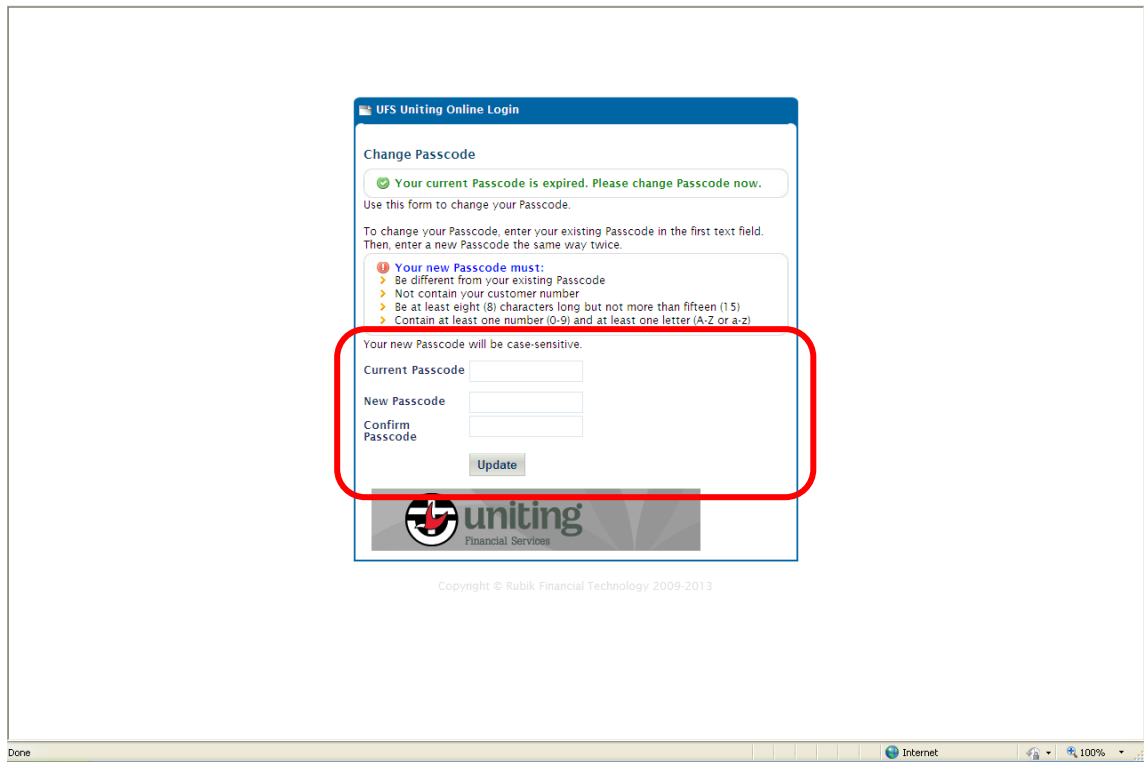 UFS Uniting Online Login
Change Passcode
Your current Passcode is expired. Please change Passcode now.
Use this form to change your Passcode.
To change your Passcode, enter your existing Passcode in the first text field.
Then, enter a new Passcode the same way twice.
Your new Passcode must:
Be different from your existing Passcode
Not contain your customer number
Be at least eight (8) characters long but not more than fifteen (15)
Contain at least one number (0-9) and at least one letter (A-Z or a-z)
Your new Passcode will be case-sensitive.
Current Passcode
New Passcode
Confirm
Passcode
Update
uniting
Financial Services
Copyright © Rubik Financial Technology 2009-2013
Done
Internet
100%